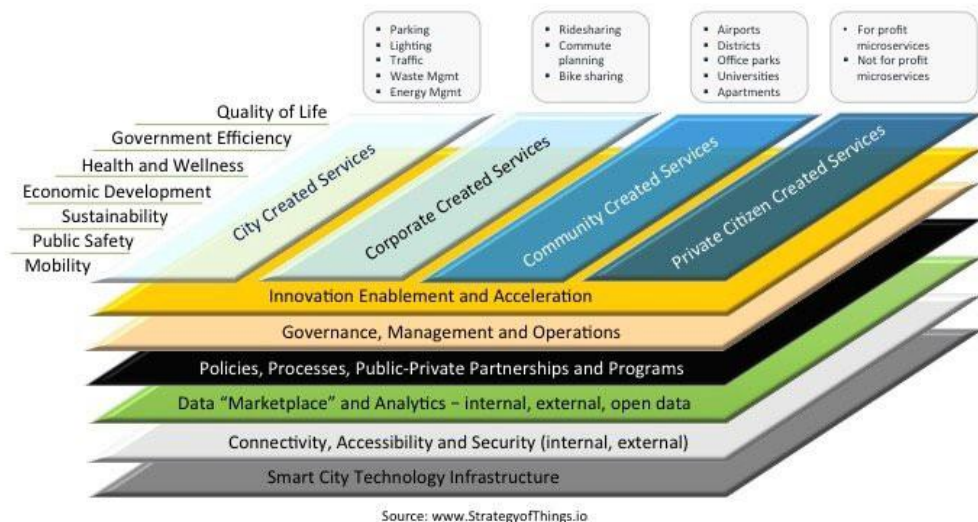 ▪ Parking
▪ Lighting
▪ Traffic
▪ Waste Mgmt
▪ Energy Mgmt
▪ Ridesharing
▪ Commute
planning
▪ Bike sharing
▪ Airports
▪ Districts
▪ Office parks
▪ Universities
▪ Apartments
• For profit
microservices
▪ Not for profit
microservices
Quality of Life
Government Efficiency
Health and Wellness
Economic Development
Sustainability
Public Safety
Mobility
City Created Services
Corporate Created Services
Community Created Services
Private Citizen Created Services
Innovation Enablement and Acceleration
Governance, Management and Operations
Policies, Processes, Public-Private Partnerships and Programs
Data “Marketplace” and Analytics – internal, external, open data
Connectivity, Accessibility and Security (internal, external)
Smart City Technology Infrastructure
Source: www.StrategyofThings.io